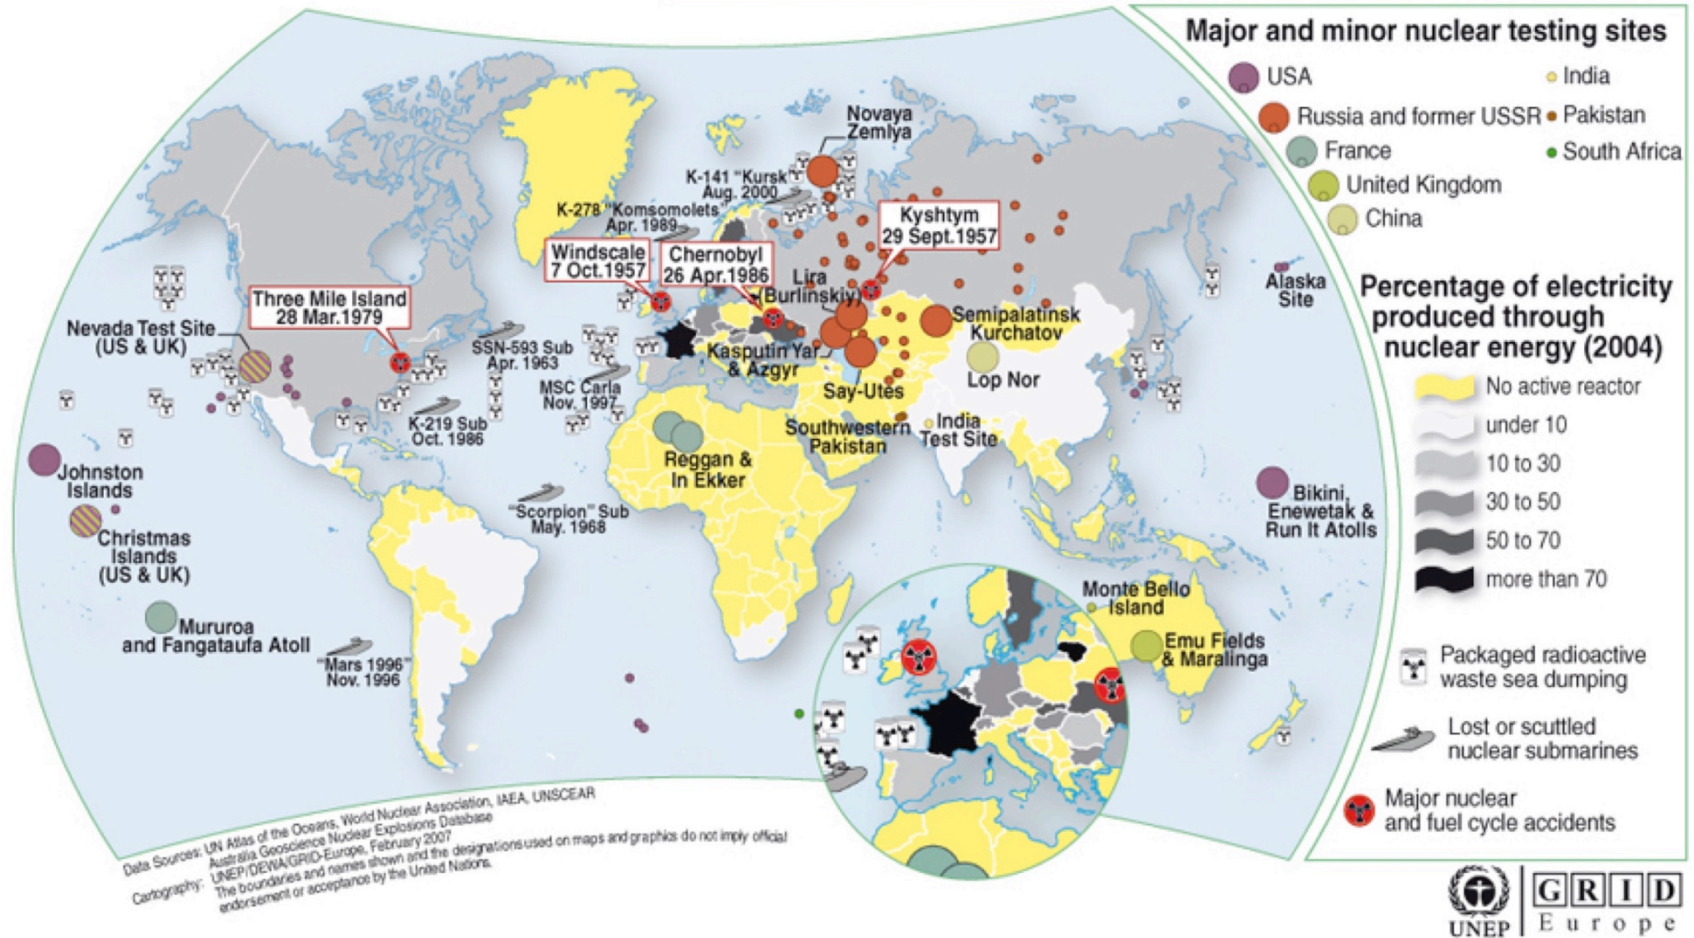 Major and minor nuclear testing sites
USA
India
Russia and former USSR
Pakistan
France
South Africa
United Kingdom
China
Percentage of electricity
produced through
nuclear energy (2004)
No active reactor
under 10
10 to 30
30 to 50
50 to 70
more than 70
Packaged radioactive
waste sea dumping
Lost or scuttled
nuclear submarines
Major nuclear
and fuel cycle accidents
Novaya
Zemlya
K-141 "Kursk"
Aug. 2000
K-278 "Komsomolets"
Apr. 1989
Kyshtym
29 Sept.1957
Windscale
7 Oct.1957
Chernobyl
26 Apr.1986
Lira
(Burlinskiy)
Three Mile Island
28 Mar.1979
Nevada Test Site
(US & UK)
SSN-593 Sub
Apr. 1963
MSC Carla
Nov. 1997
Kasputin Yar
& Azgyr
Semipalatinsk
Kurchatov
Lop Nor
Say-Utes
Alaska
Site
K-219 Sub
Oct. 1986
Southwestern
Pakistan
India
Test Site
Reggan &
In Ekker
Johnston
Islands
"Scorpion" Sub
May. 1968
Bikini,
Enewetak &
Run It Atolls
Christmas
Islands
(US & UK)
Mururoa
and Fangataufa Atoll
"Mars 1996"
Nov. 1996
Monte Bello
Island
Emu Fields
& Maralinga
Data Sources: UN Atlas of the Oceans, World Nuclear Association, IAEA, UNSCEAR
Australia Geoscience Nuclear Explosions Database
Cartography: UNEP/DEWA/GRID-Europe, February 2007
The boundaries and names shown and the designations used on maps and graphics do not imply official
endorsement or acceptance by the United Nations.
UNEP
GRID
Europe